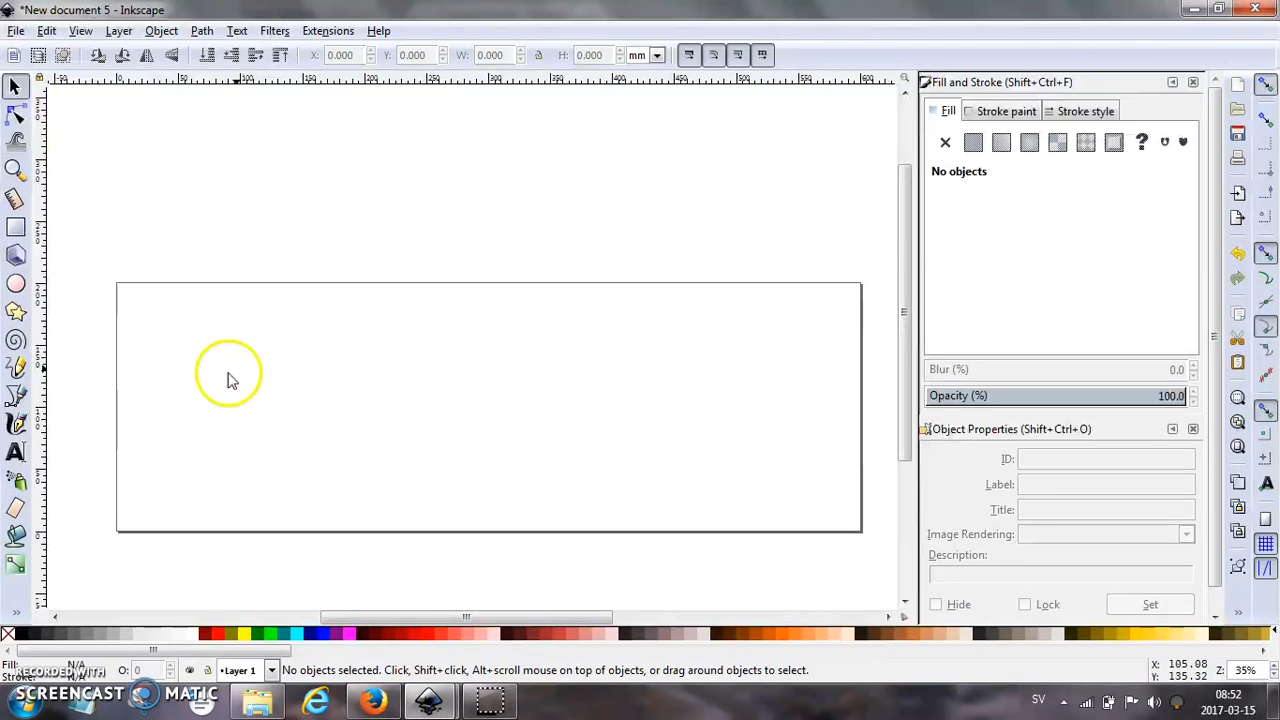 *New document 5 - Inkscape
File Edit View Layer Object Path Text Filters Extensions Help
X: 0.000 Y: 0.000 W: 0.000 H: 0.000 mm
Fill and Stroke (Shift+Ctrl+F)
Fill Stroke paint Stroke style
No objects
Blur (%) 0.0
Opacity (%) 100.0
Object Properties (Shift+Ctrl+O)
ID:
Label:
Title:
Image Rendering:
Description:
Hide Lock Set
Fill: N/A O: 0 Layer 1 No objects selected. Click, Shift+click, Alt+scroll mouse on top of objects, or drag around objects to select. X: 105.08 Y: 135.32 Z: 35%
Stroke: N/A
RECORDED WITH
SCREENCAST MATIC
SV 08:52
2017-03-15